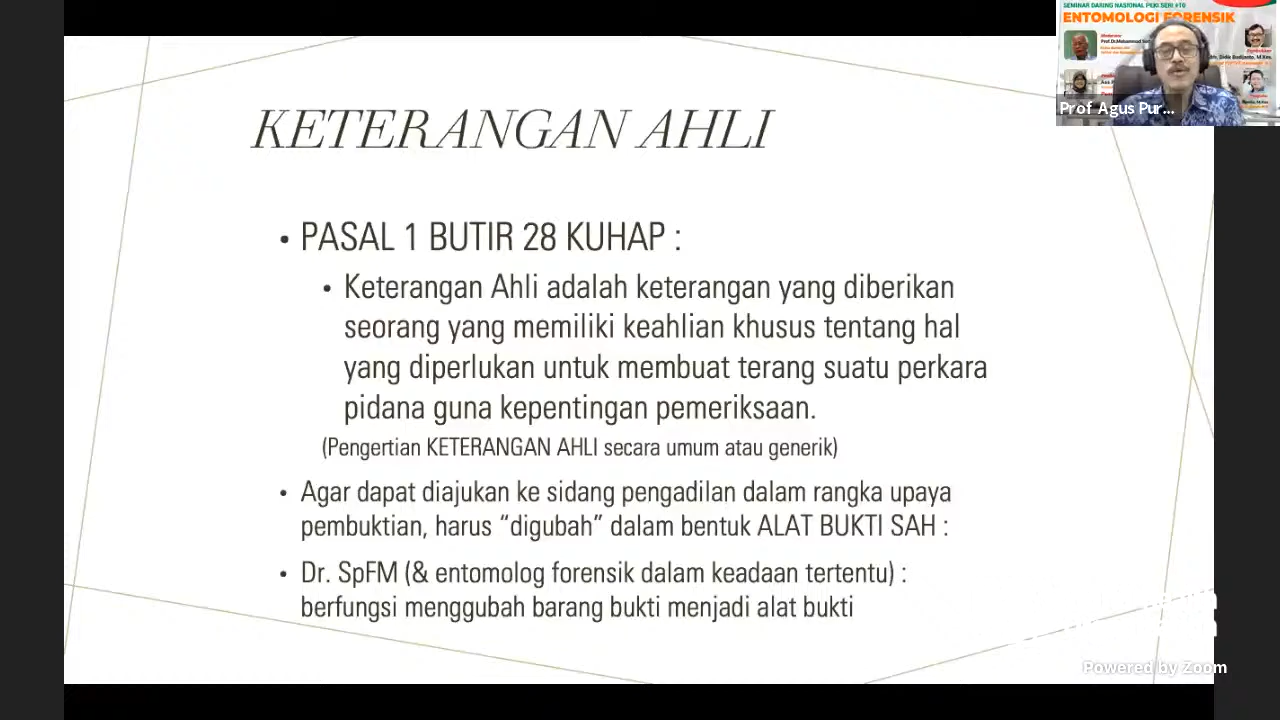 SEMINAR DARING NASIONAL PEKI SERI #10
ENTOMOLOGI FORENSIK
Moderator
Prof Agus Pur...
KETERANGAN AHLI
• PASAL 1 BUTIR 28 KUHAP :
• Keterangan Ahli adalah keterangan yang diberikan
seorang yang memiliki keahlian khusus tentang hal
yang diperlukan untuk membuat terang suatu perkara
pidana guna kepentingan pemeriksaan.
(Pengertian KETERANGAN AHLI secara umum atau generik)
• Agar dapat diajukan ke sidang pengadilan dalam rangka upaya
pembuktian, harus “digubah” dalam bentuk ALAT BUKTI SAH :
• Dr. SpFM (& entomolog forensik dalam keadaan tertentu) :
berfungsi menggubah barang bukti menjadi alat bukti
Powered by Zoom